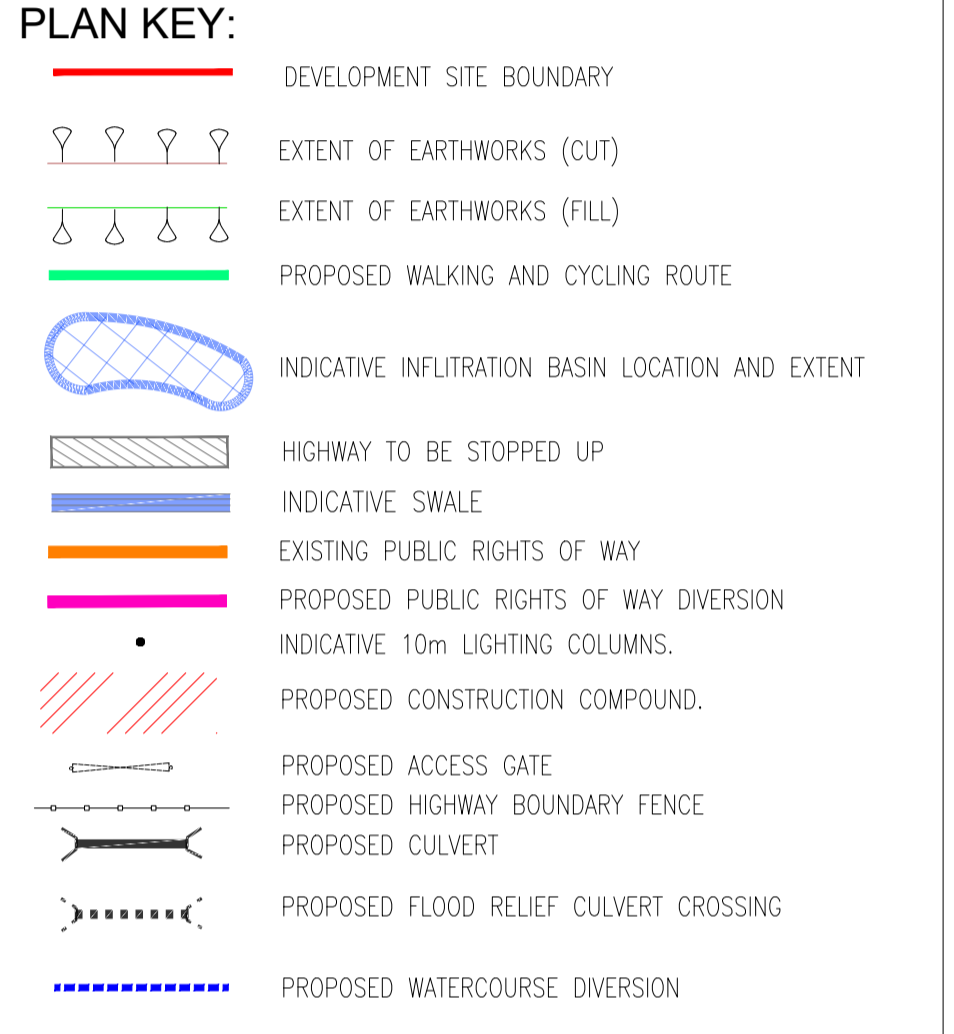 PLAN KEY:
DEVELOPMENT SITE BOUNDARY
EXTENT OF EARTHWORKS (CUT)
EXTENT OF EARTHWORKS (FILL)
PROPOSED WALKING AND CYCLING ROUTE
INDICATIVE INFLITRATION BASIN LOCATION AND EXTENT
HIGHWAY TO BE STOPPED UP
INDICATIVE SWALE
EXISTING PUBLIC RIGHTS OF WAY
PROPOSED PUBLIC RIGHTS OF WAY DIVERSION
INDICATIVE 10m LIGHTING COLUMNS.
PROPOSED CONSTRUCTION COMPOUND.
PROPOSED ACCESS GATE
PROPOSED HIGHWAY BOUNDARY FENCE
PROPOSED CULVERT
PROPOSED FLOOD RELIEF CULVERT CROSSING
PROPOSED WATERCOURSE DIVERSION